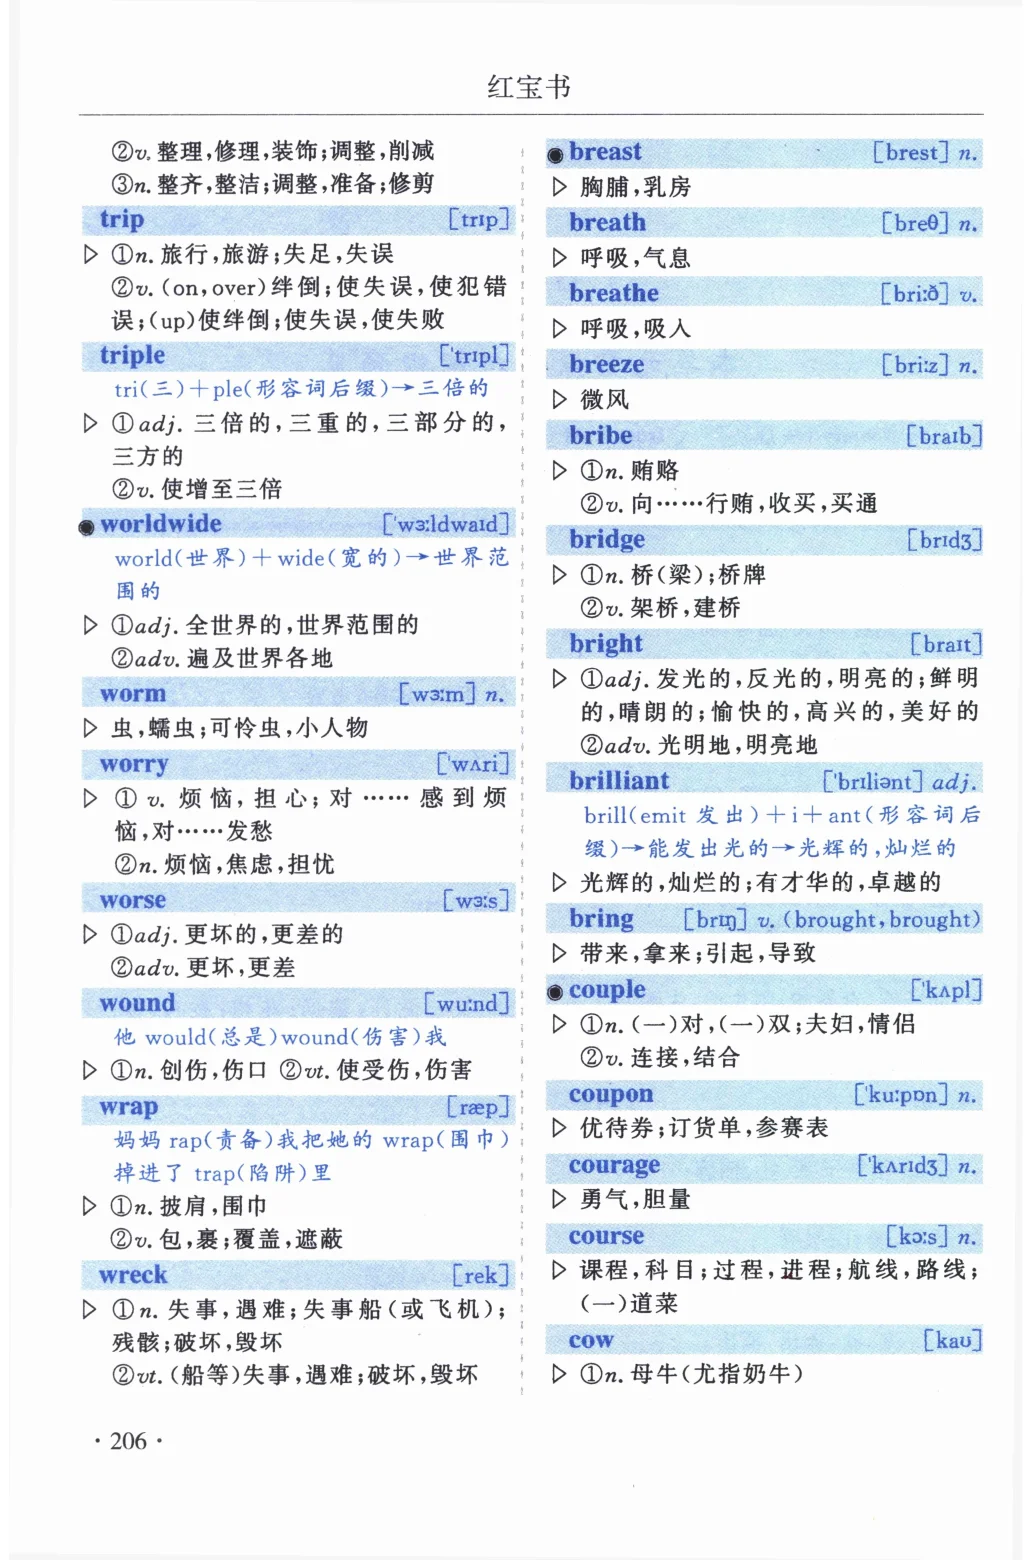 红宝书
②v.整理,修理,装饰;调整,削减
③n.整齐,整洁;调整,准备;修剪
trip [trɪp]
▷ ①n.旅行,旅游;失足,失误
②v.(on,over)绊倒;使失误,使犯错
误;(up)使绊倒;使失误,使失败
triple ['trɪpl]
tri(三)+ple(形容词后缀)→三倍的
▷ ①adj.三倍的,三重的,三部分的,
三方的
②v.使增至三倍
worldwide ['wɜːldwaɪd]
world(世界)+wide(宽的)→世界范
围的
▷ ①adj.全世界的,世界范围的
②adv.遍及世界各地
worm [wɜːm] n.
▷ 虫,蠕虫;可怜虫,小人物
worry ['wʌri]
▷ ①v.烦恼,担心;对……感到烦
恼,对……发愁
②n.烦恼,焦虑,担忧
worse [wɜːs]
▷ ①adj.更坏的,更差的
②adv.更坏,更差
wound [wuːnd]
他 would(总是)wound(伤害)我
▷ ①n.创伤,伤口 ②vt.使受伤,伤害
wrap [ræp]
妈妈 rap(责备)我把她的 wrap(围巾)
掉进了 trap(陷阱)里
▷ ①n.披肩,围巾
②v.包,裹;覆盖,遮蔽
wreck [rek]
▷ ①n.失事,遇难;失事船(或飞机);
残骸;破坏,毁坏
②vt.(船等)失事,遇难;破坏,毁坏
breast [brest] n.
▷ 胸脯,乳房
breath [breθ] n.
▷ 呼吸,气息
breathe [briːð] v.
▷ 呼吸,吸入
breeze [briːz] n.
▷ 微风
bribe [braɪb]
▷ ①n.贿赂
②v.向……行贿,收买,买通
bridge [brɪdʒ]
▷ ①n.桥(梁);桥牌
②v.架桥,建桥
bright [braɪt]
▷ ①adj.发光的,反光的,明亮的;鲜明
的,晴朗的;愉快的,高兴的,美好的
②adv.光明地,明亮地
brilliant ['brɪliənt] adj.
brill(emit 发出)+i+ant(形容词后
缀)→能发出光的→光辉的,灿烂的
▷ 光辉的,灿烂的;有才华的,卓越的
bring [brɪŋ] v.(brought,brought)
▷ 带来,拿来;引起,导致
couple ['kʌpl]
▷ ①n.(一)对,(一)双;夫妇,情侣
②v.连接,结合
coupon ['kuːpɒn] n.
▷ 优待券;订货单,参赛表
courage ['kʌrɪdʒ] n.
▷ 勇气,胆量
course [kɔːs] n.
▷ 课程,科目;过程,进程;航线,路线;
(一)道菜
cow [kaʊ]
▷ ①n.母牛(尤指奶牛)
·206·